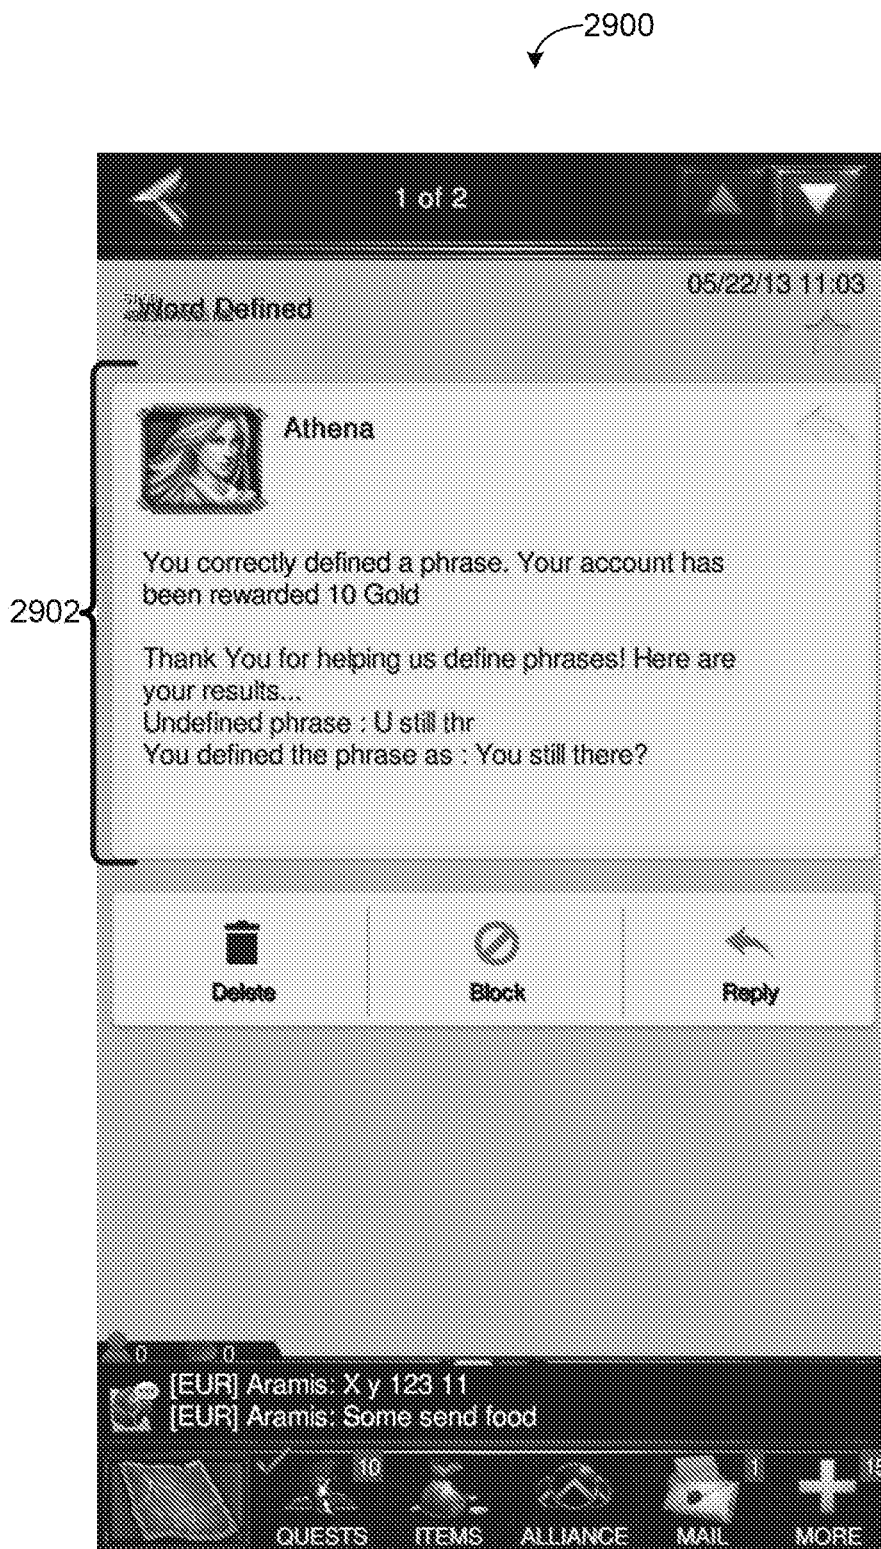 2900
1 of 2
05/22/13 11:03
Word Defined
Athena
You correctly defined a phrase. Your account has
been rewarded 10 Gold
2902
Thank You for helping us define phrases! Here are
your results...
Undefined phrase : U still thr
You defined the phrase as : You still there?
Delete
Block
Reply
0 0
[EUR] Aramis: X y 123 11
[EUR] Aramis: Some send food
10 1 15
QUESTS ITEMS ALLIANCE MAIL MORE